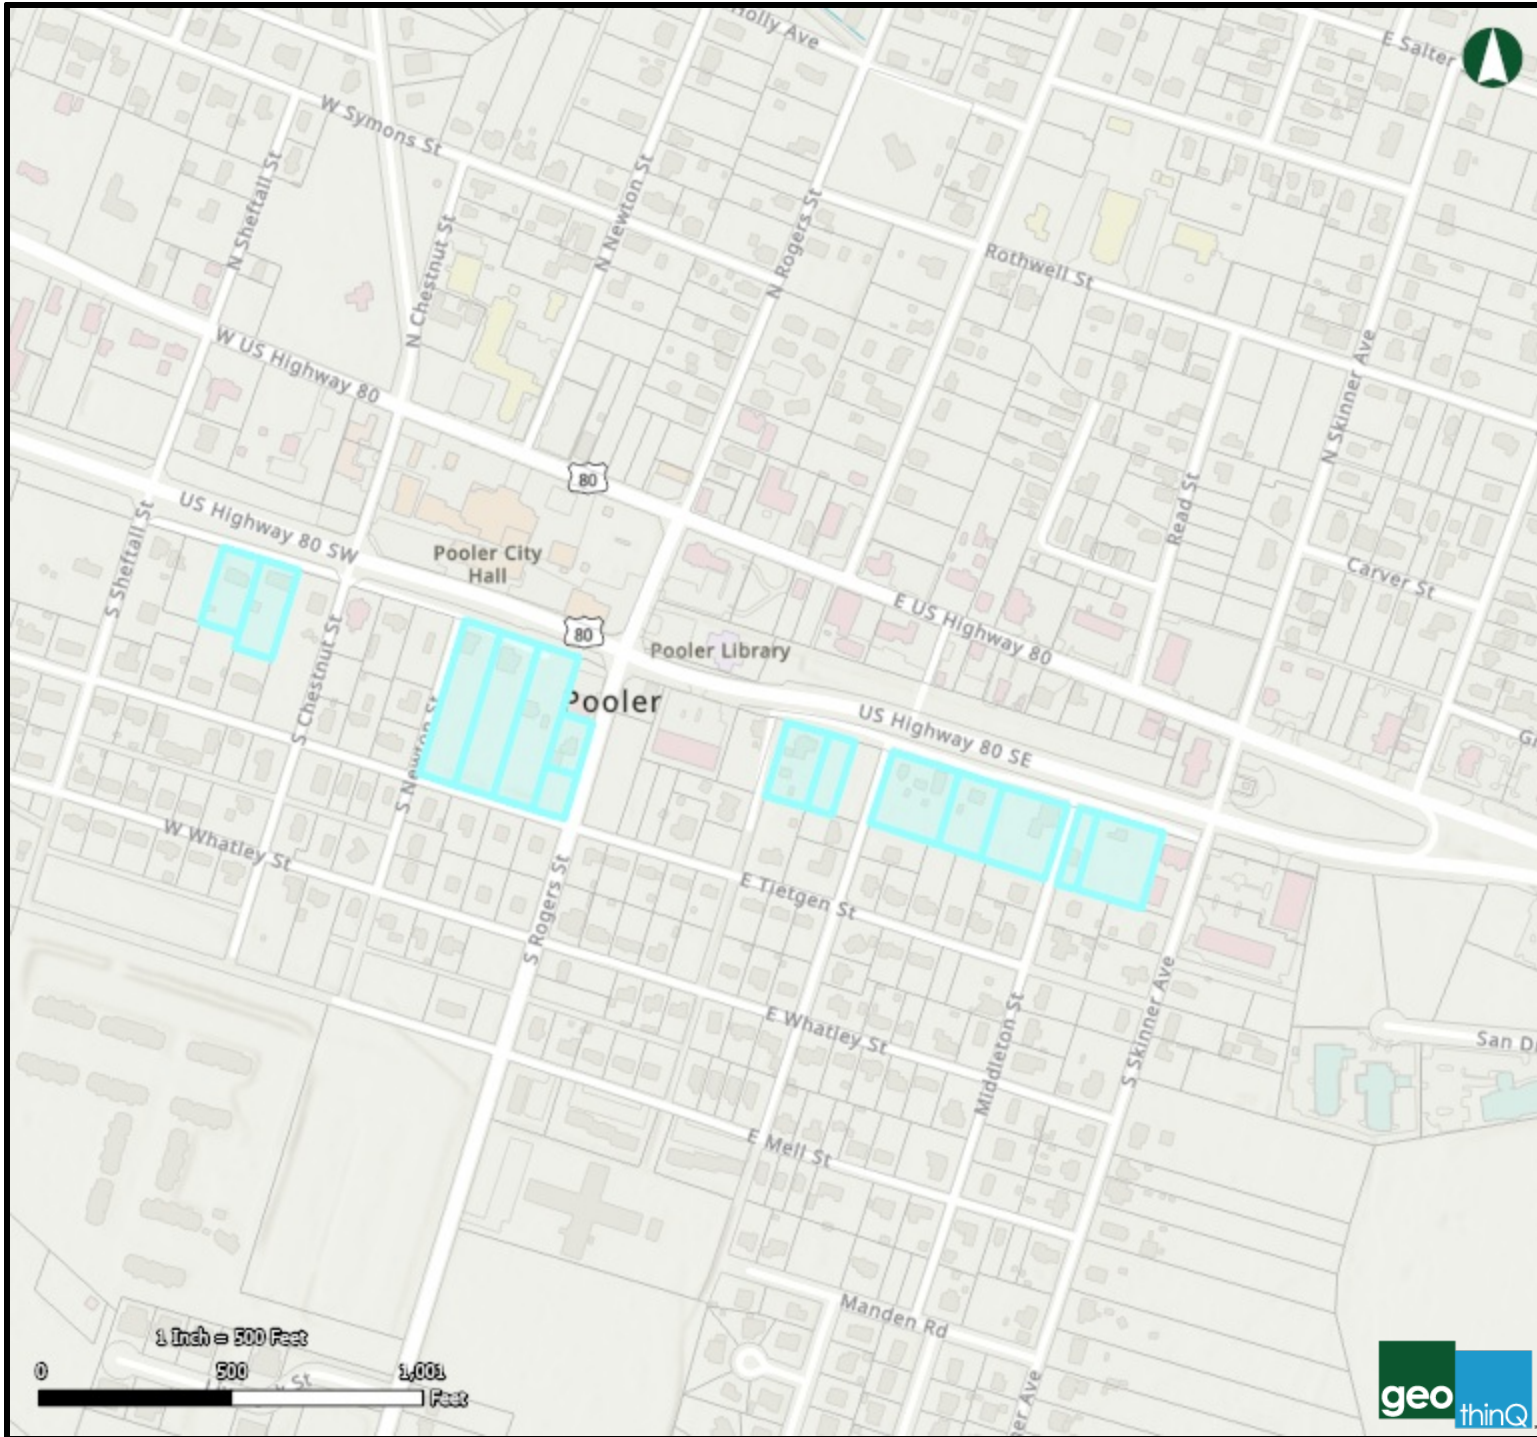 Holly Ave
E Salter
W Symons St
N Sheftall St
N Chestnut St
N Newton St
N Rogers St
Rothwell St
N Skinner Ave
W US Highway 80
80
Read St
US Highway 80 SW
Pooler City
Hall
S Sheftall St
Carver St
E US Highway 80
80
Pooler Library
S Chestnut St
Pooler
S Newton St
US Highway 80 SE
W Whatley St
E Tietgen St
S Rogers St
E Whatley St
Middleton St
S Skinner Ave
San Di
E Mell St
Manden Rd
1 Inch = 500 Feet
0 500 1,001
Feet
geo
thinQ